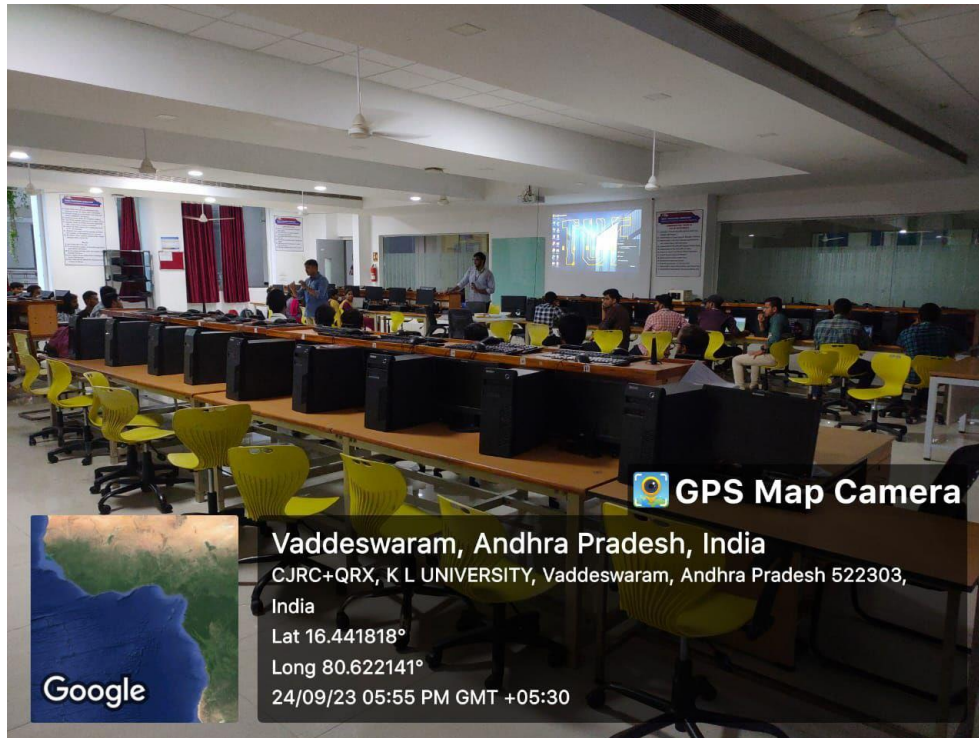 GPS Map Camera
Vaddeswaram, Andhra Pradesh, India
CJRC+QRX, K L UNIVERSITY, Vaddeswaram, Andhra Pradesh 522303,
India
Lat 16.441818°
Long 80.622141°
24/09/23 05:55 PM GMT +05:30
Google